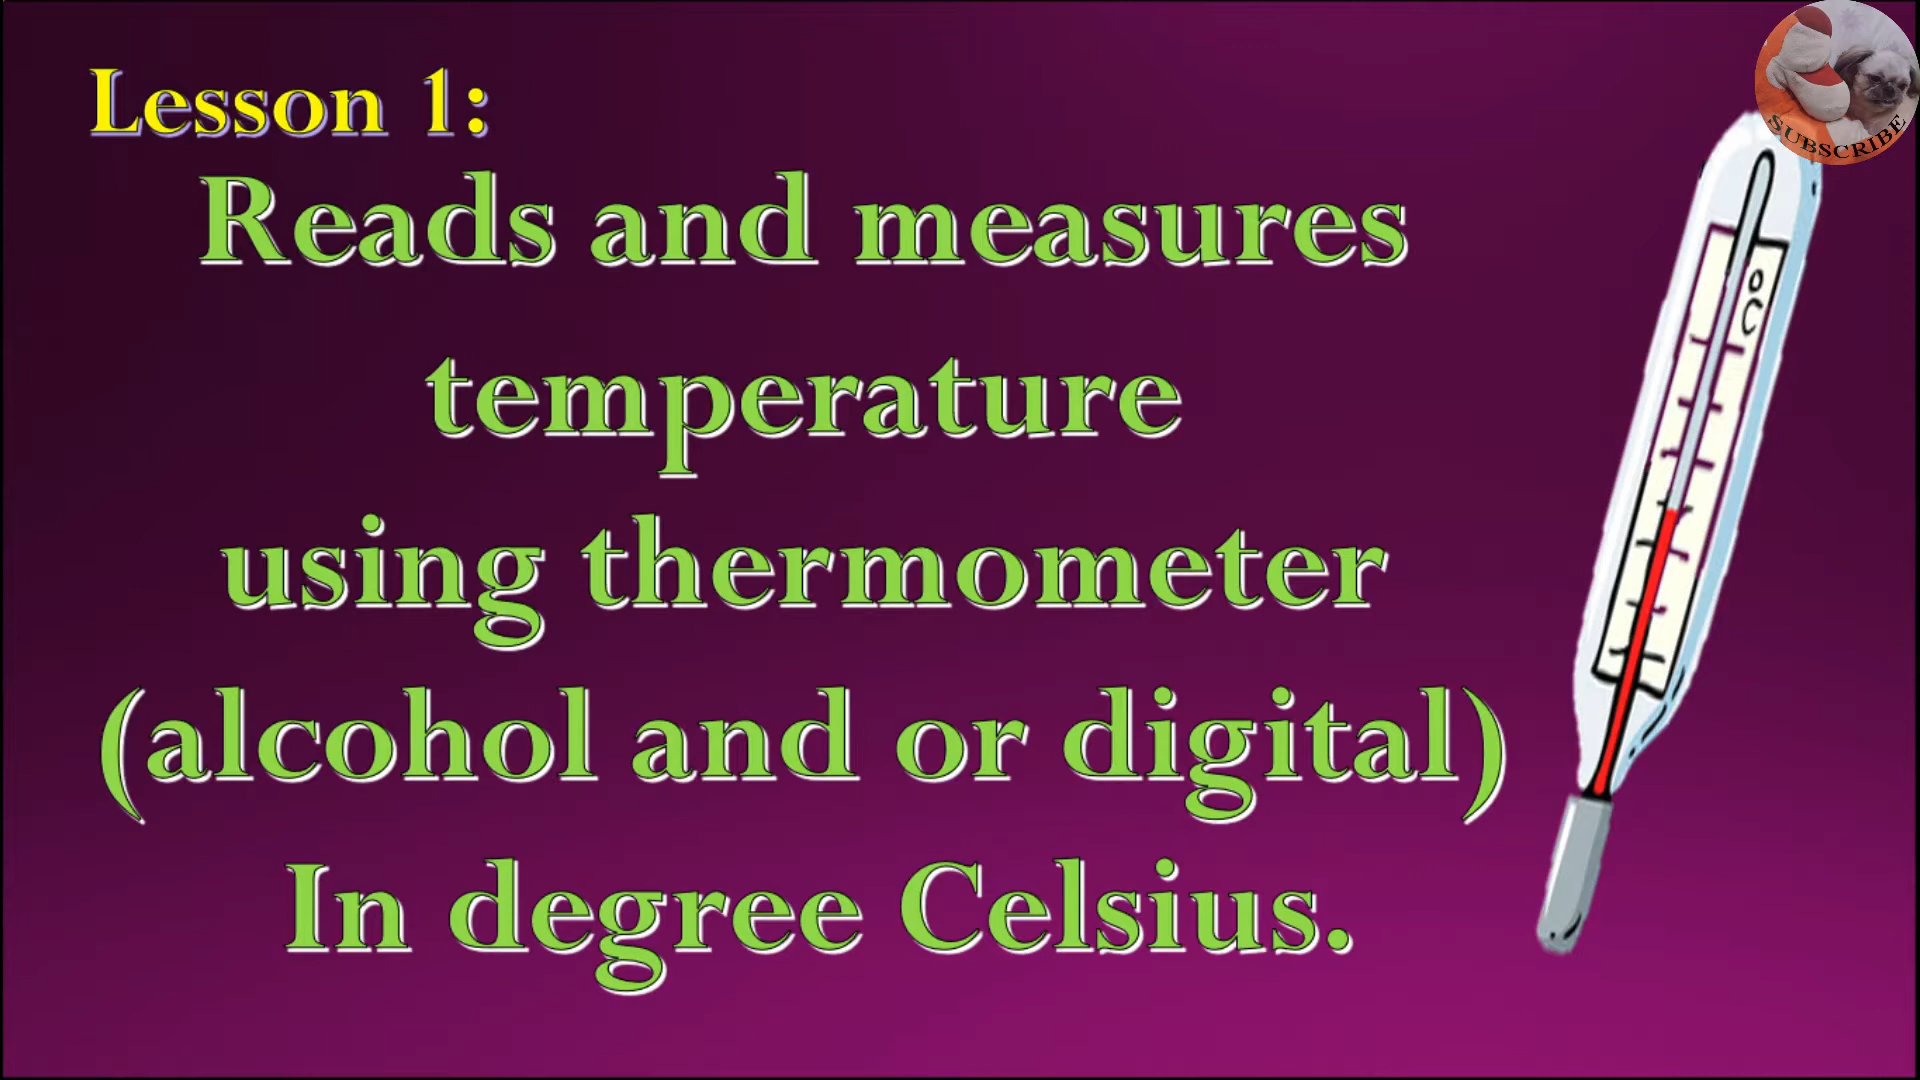 Lesson 1:
Reads and measures
temperature
using thermometer
(alcohol and or digital)
In degree Celsius.
SUBSCRIBE
°C